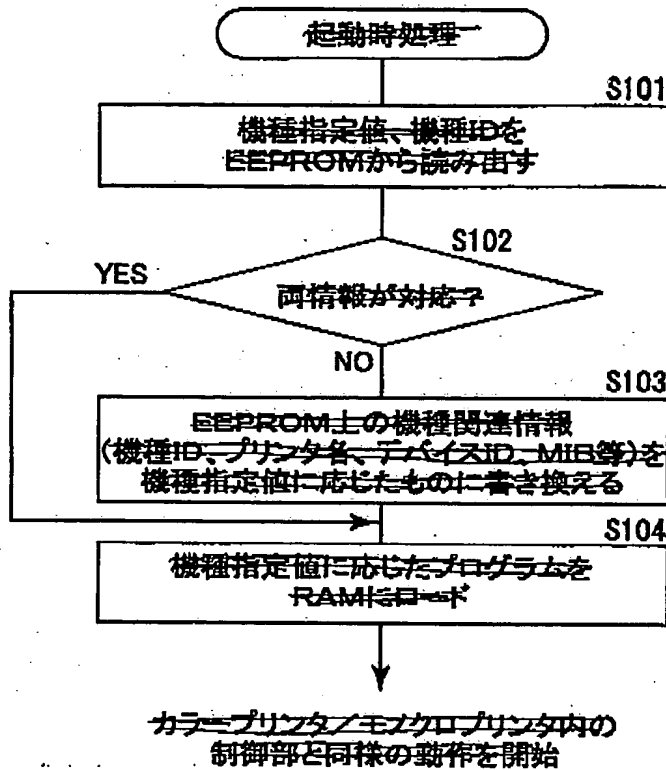 起動時処理
S101
機種指定値、機種IDを
EEPROMから読み出す
S102
YES
両情報が対応?
NO
S103
EEPROM上の機種関連情報
(機種ID、プリンタ名、デバイスID、MIB等)を
機種指定値に応じたものに書き換える
S104
機種指定値に応じたプログラムを
RAMにロード
カラープリンタ/モノクロプリンタ内の
制御部と同様の動作を開始